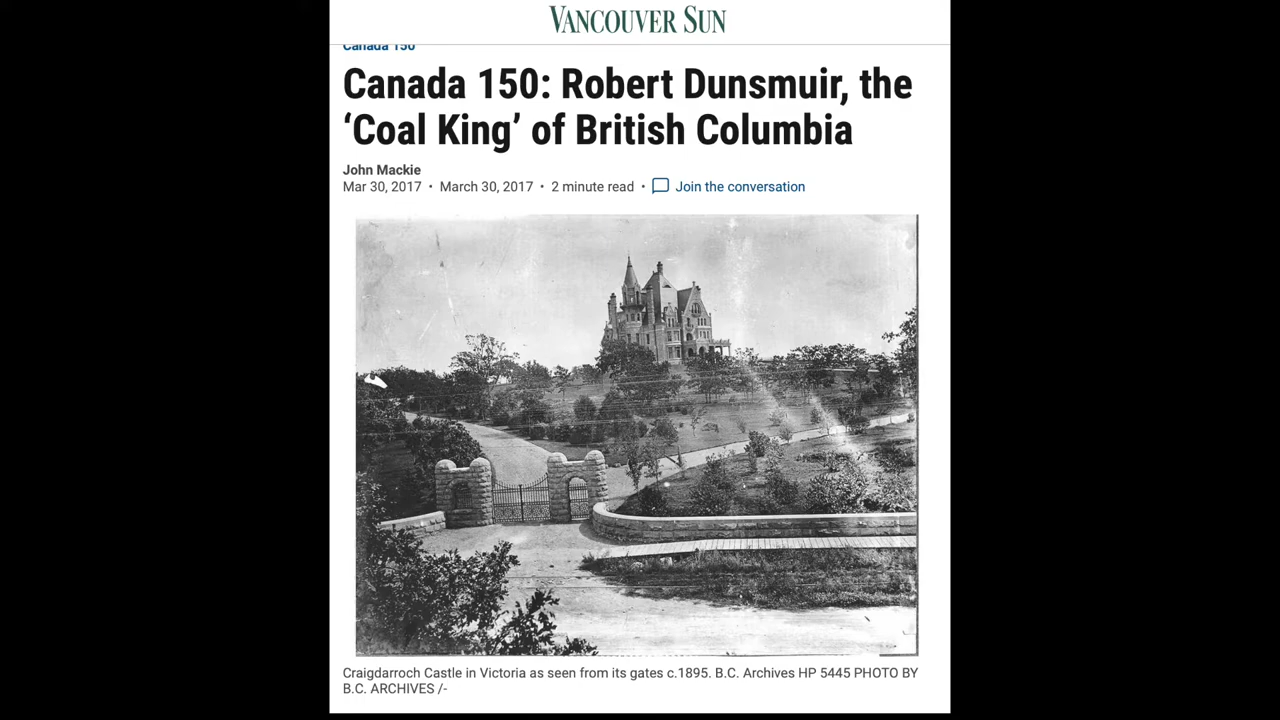 VANCOUVER SUN
Canada 150
Canada 150: Robert Dunsmuir, the
‘Coal King’ of British Columbia
John Mackie
Mar 30, 2017 • March 30, 2017 • 2 minute read • Join the conversation
Craigdarroch Castle in Victoria as seen from its gates c.1895. B.C. Archives HP 5445 PHOTO BY
B.C. ARCHIVES /-